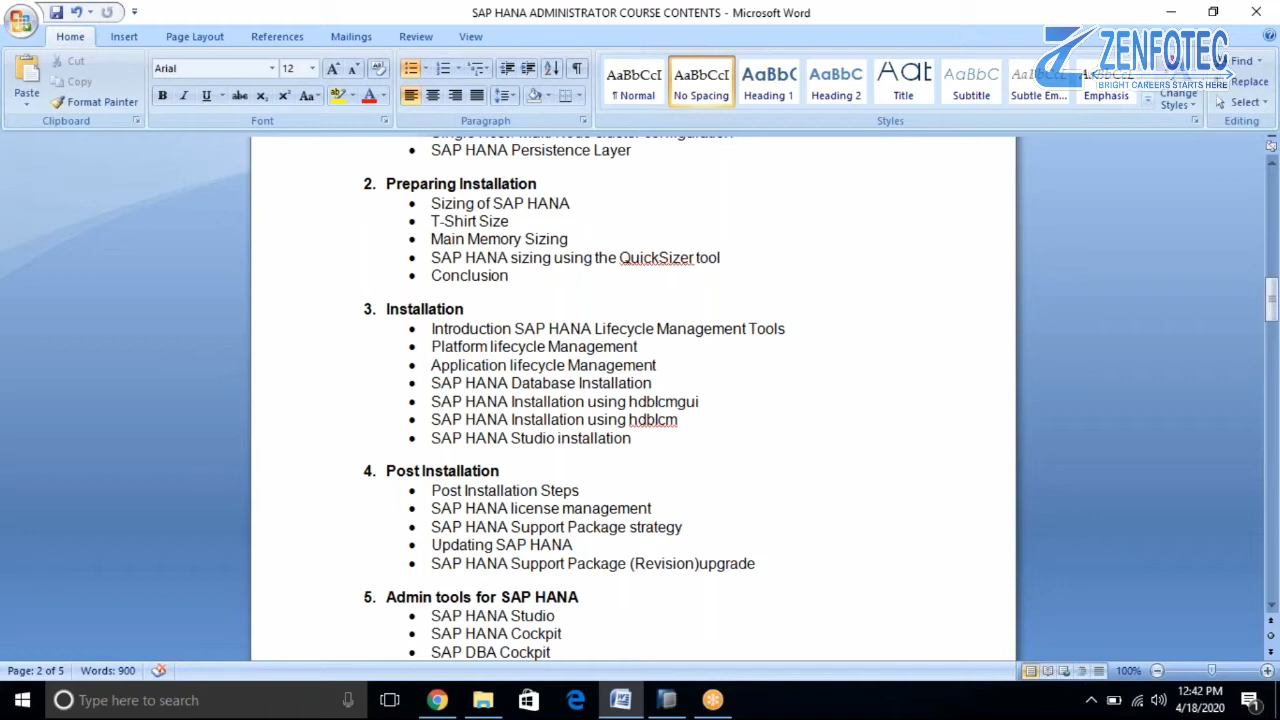 SAP HANA ADMINISTRATOR COURSE CONTENTS - Microsoft Word
Home Insert Page Layout References Mailings Review View
ZENFOTEC
BRIGHT CAREERS STARTS HERE
Paste
Cut
Copy
Format Painter
Clipboard
Arial 12
Font
Paragraph
AaBbCcI AaBbCcI AaBbC AaBbC Aat AaBbCcL
¶ Normal No Spacing Heading 1 Heading 2 Title Subtitle Subtle Em... Emphasis
Change
Styles
Styles
Find
Replace
Select
Editing
Single Host / Multi Node cluster configuration
• SAP HANA Persistence Layer
2. Preparing Installation
• Sizing of SAP HANA
• T-Shirt Size
• Main Memory Sizing
• SAP HANA sizing using the QuickSizer tool
• Conclusion
3. Installation
• Introduction SAP HANA Lifecycle Management Tools
• Platform lifecycle Management
• Application lifecycle Management
• SAP HANA Database Installation
• SAP HANA Installation using hdblcmgui
• SAP HANA Installation using hdblcm
• SAP HANA Studio installation
4. Post Installation
• Post Installation Steps
• SAP HANA license management
• SAP HANA Support Package strategy
• Updating SAP HANA
• SAP HANA Support Package (Revision)upgrade
5. Admin tools for SAP HANA
• SAP HANA Studio
• SAP HANA Cockpit
• SAP DBA Cockpit
Page: 2 of 5 Words: 900
100%
Type here to search
12:42 PM
4/18/2020